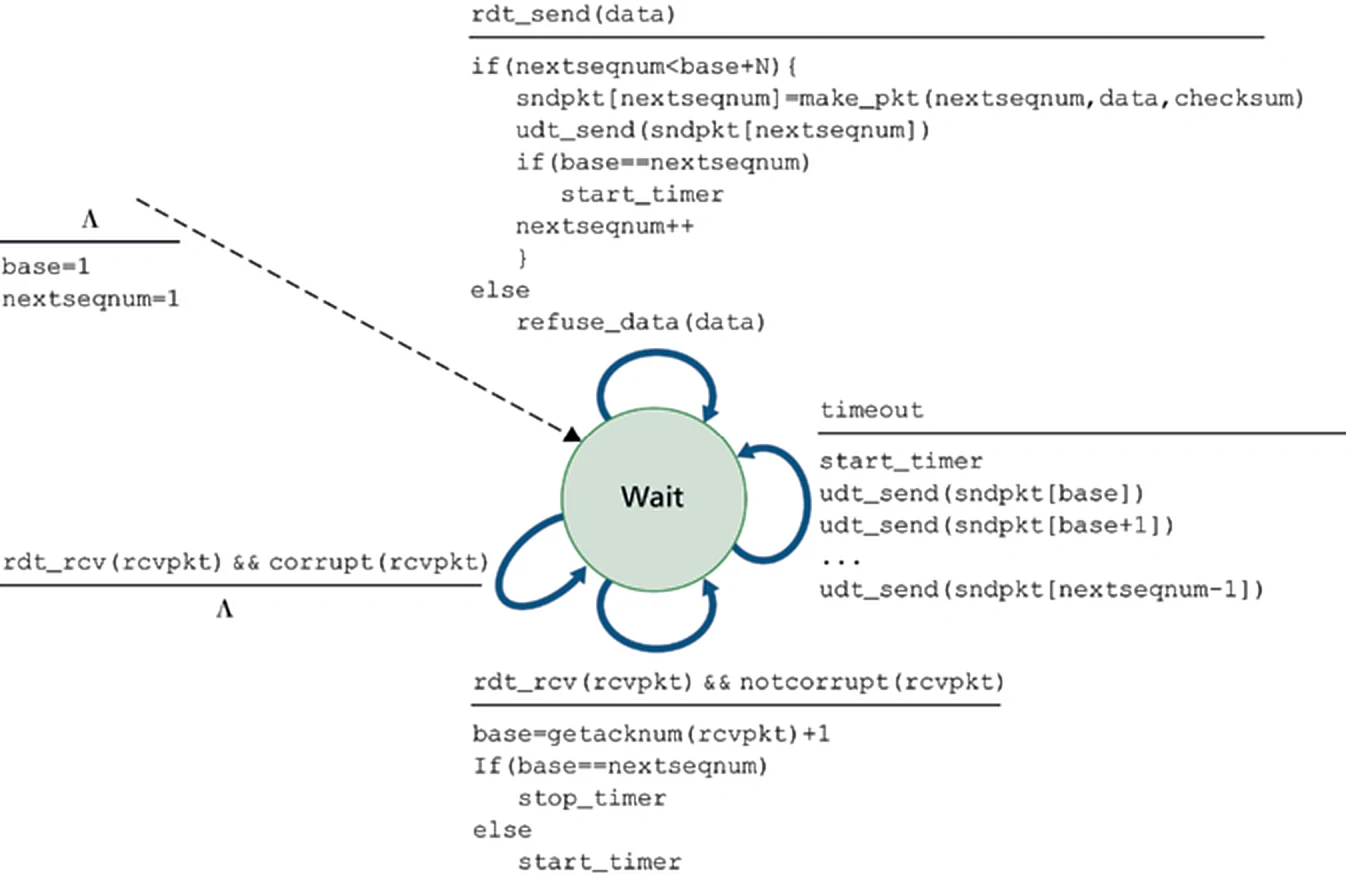 rdt_send(data)
if(nextseqnum<base+N){
sndpkt[nextseqnum]=make_pkt(nextseqnum,data,checksum)
udt_send(sndpkt[nextseqnum])
if(base==nextseqnum)
start_timer
nextseqnum++
}
else
refuse_data(data)
Λ
base=1
nextseqnum=1
timeout
start_timer
udt_send(sndpkt[base])
udt_send(sndpkt[base+1])
...
udt_send(sndpkt[nextseqnum-1])
Wait
rdt_rcv(rcvpkt) && corrupt(rcvpkt)
Λ
rdt_rcv(rcvpkt) && notcorrupt(rcvpkt)
base=getacknum(rcvpkt)+1
If(base==nextseqnum)
stop_timer
else
start_timer